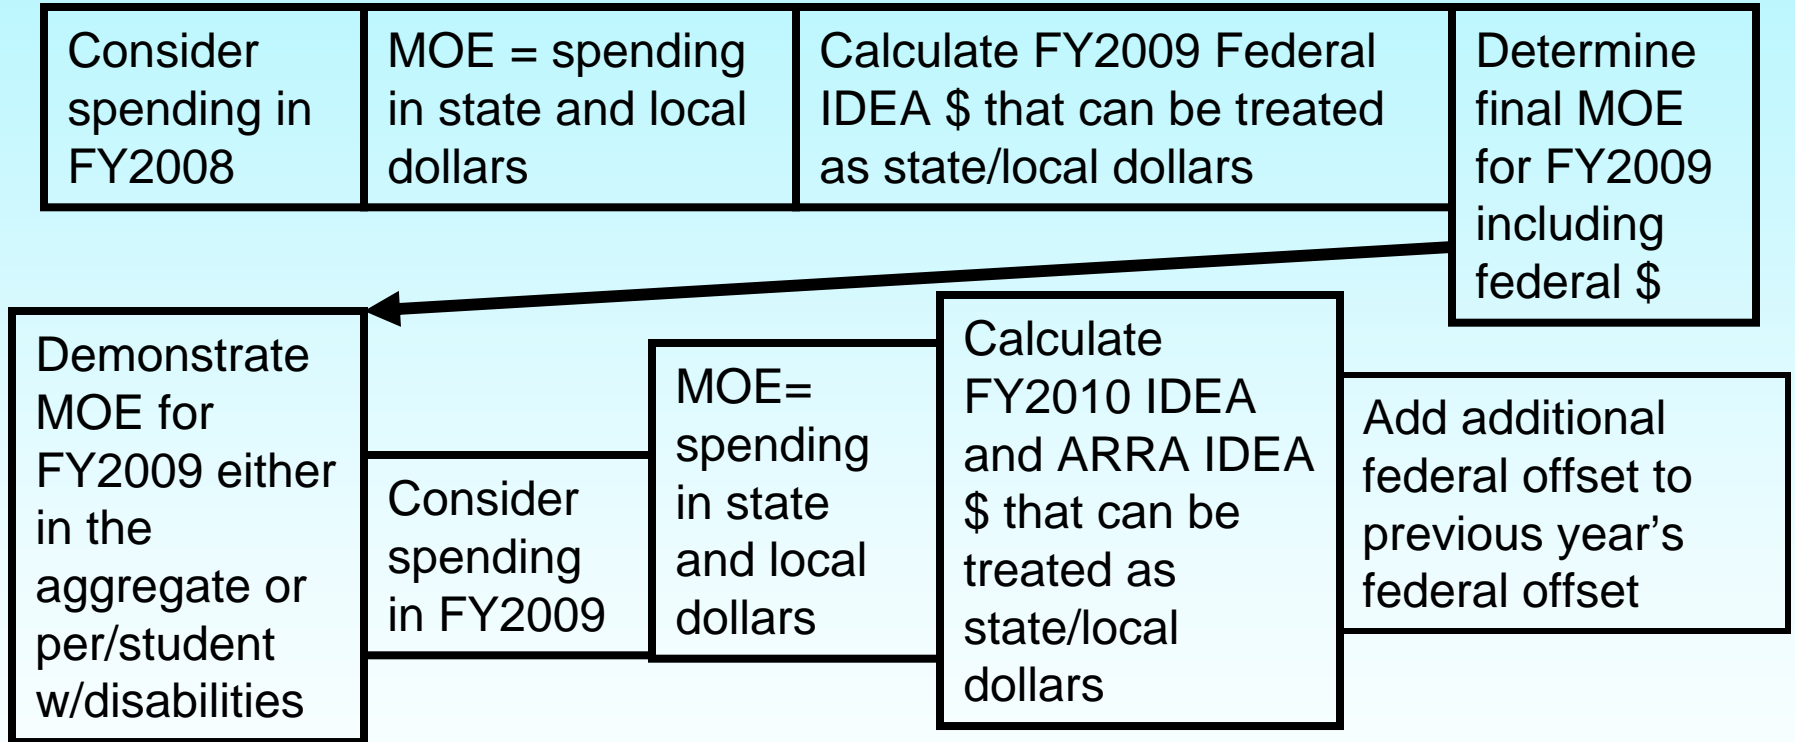 Consider
spending in
FY2008
MOE = spending
in state and local
dollars
Calculate FY2009 Federal
IDEA $ that can be treated
as state/local dollars
Determine
final MOE
for FY2009
including
federal $
Demonstrate
MOE for
FY2009 either
in the
aggregate or
per/student
w/disabilities
Consider
spending
in FY2009
MOE=
spending
in state
and local
dollars
Calculate
FY2010 IDEA
and ARRA IDEA
$ that can be
treated as
state/local
dollars
Add additional
federal offset to
previous year’s
federal offset